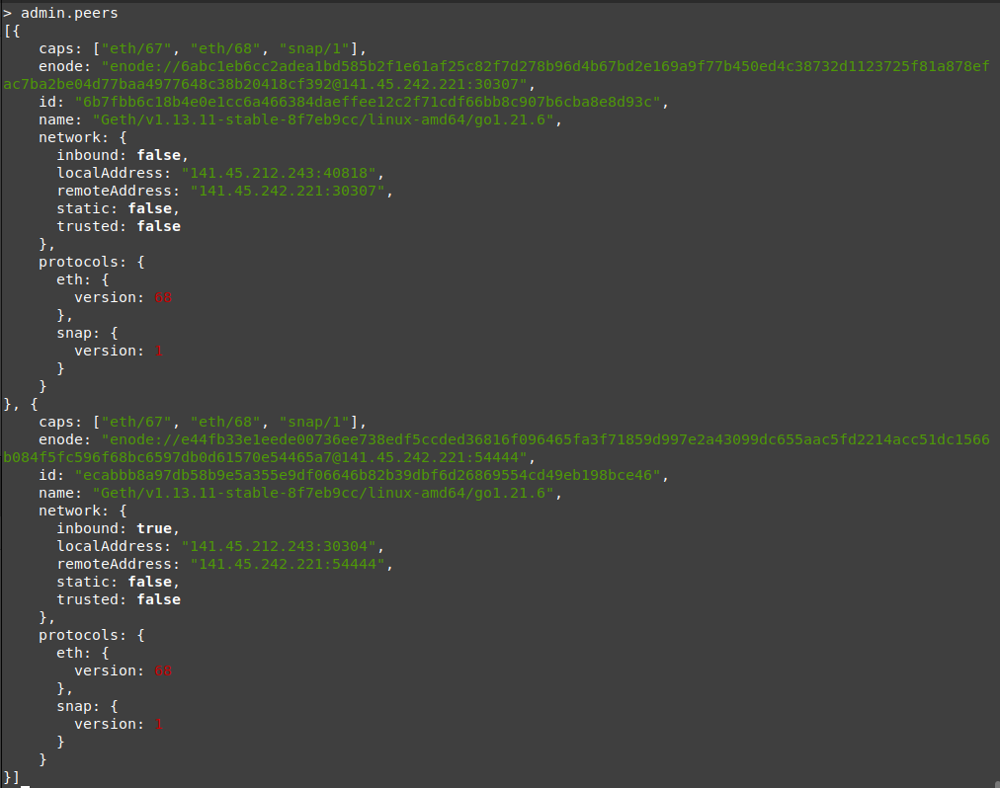 > admin.peers
[{
    caps: ["eth/67", "eth/68", "snap/1"],
    enode: "enode://6abc1eb6cc2adea1bd585b2f1e61af25c82f7d278b96d4b67bd2e169a9f77b450ed4c38732d1123725f81a878ef
ac7ba2be04d77baa4977648c38b20418cf392@141.45.242.221:30307",
    id: "6b7fbb6c18b4e0e1cc6a466384daeffee12c2f71cdf66bb8c907b6cba8e8d93c",
    name: "Geth/v1.13.11-stable-8f7eb9cc/linux-amd64/go1.21.6",
    network: {
      inbound: false,
      localAddress: "141.45.212.243:40818",
      remoteAddress: "141.45.242.221:30307",
      static: false,
      trusted: false
    },
    protocols: {
      eth: {
        version: 68
      },
      snap: {
        version: 1
      }
    }
}, {
    caps: ["eth/67", "eth/68", "snap/1"],
    enode: "enode://e44fb33e1eede00736ee738edf5ccded36816f096465fa3f71859d997e2a43099dc655aac5fd2214acc51dc1566
b084f5fc596f68bc6597db0d61570e54465a7@141.45.242.221:54444",
    id: "ecabbb8a97db58b9e5a355e9df06646b82b39dbf6d26869554cd49eb198bce46",
    name: "Geth/v1.13.11-stable-8f7eb9cc/linux-amd64/go1.21.6",
    network: {
      inbound: true,
      localAddress: "141.45.212.243:30304",
      remoteAddress: "141.45.242.221:54444",
      static: false,
      trusted: false
    },
    protocols: {
      eth: {
        version: 68
      },
      snap: {
        version: 1
      }
    }
}]